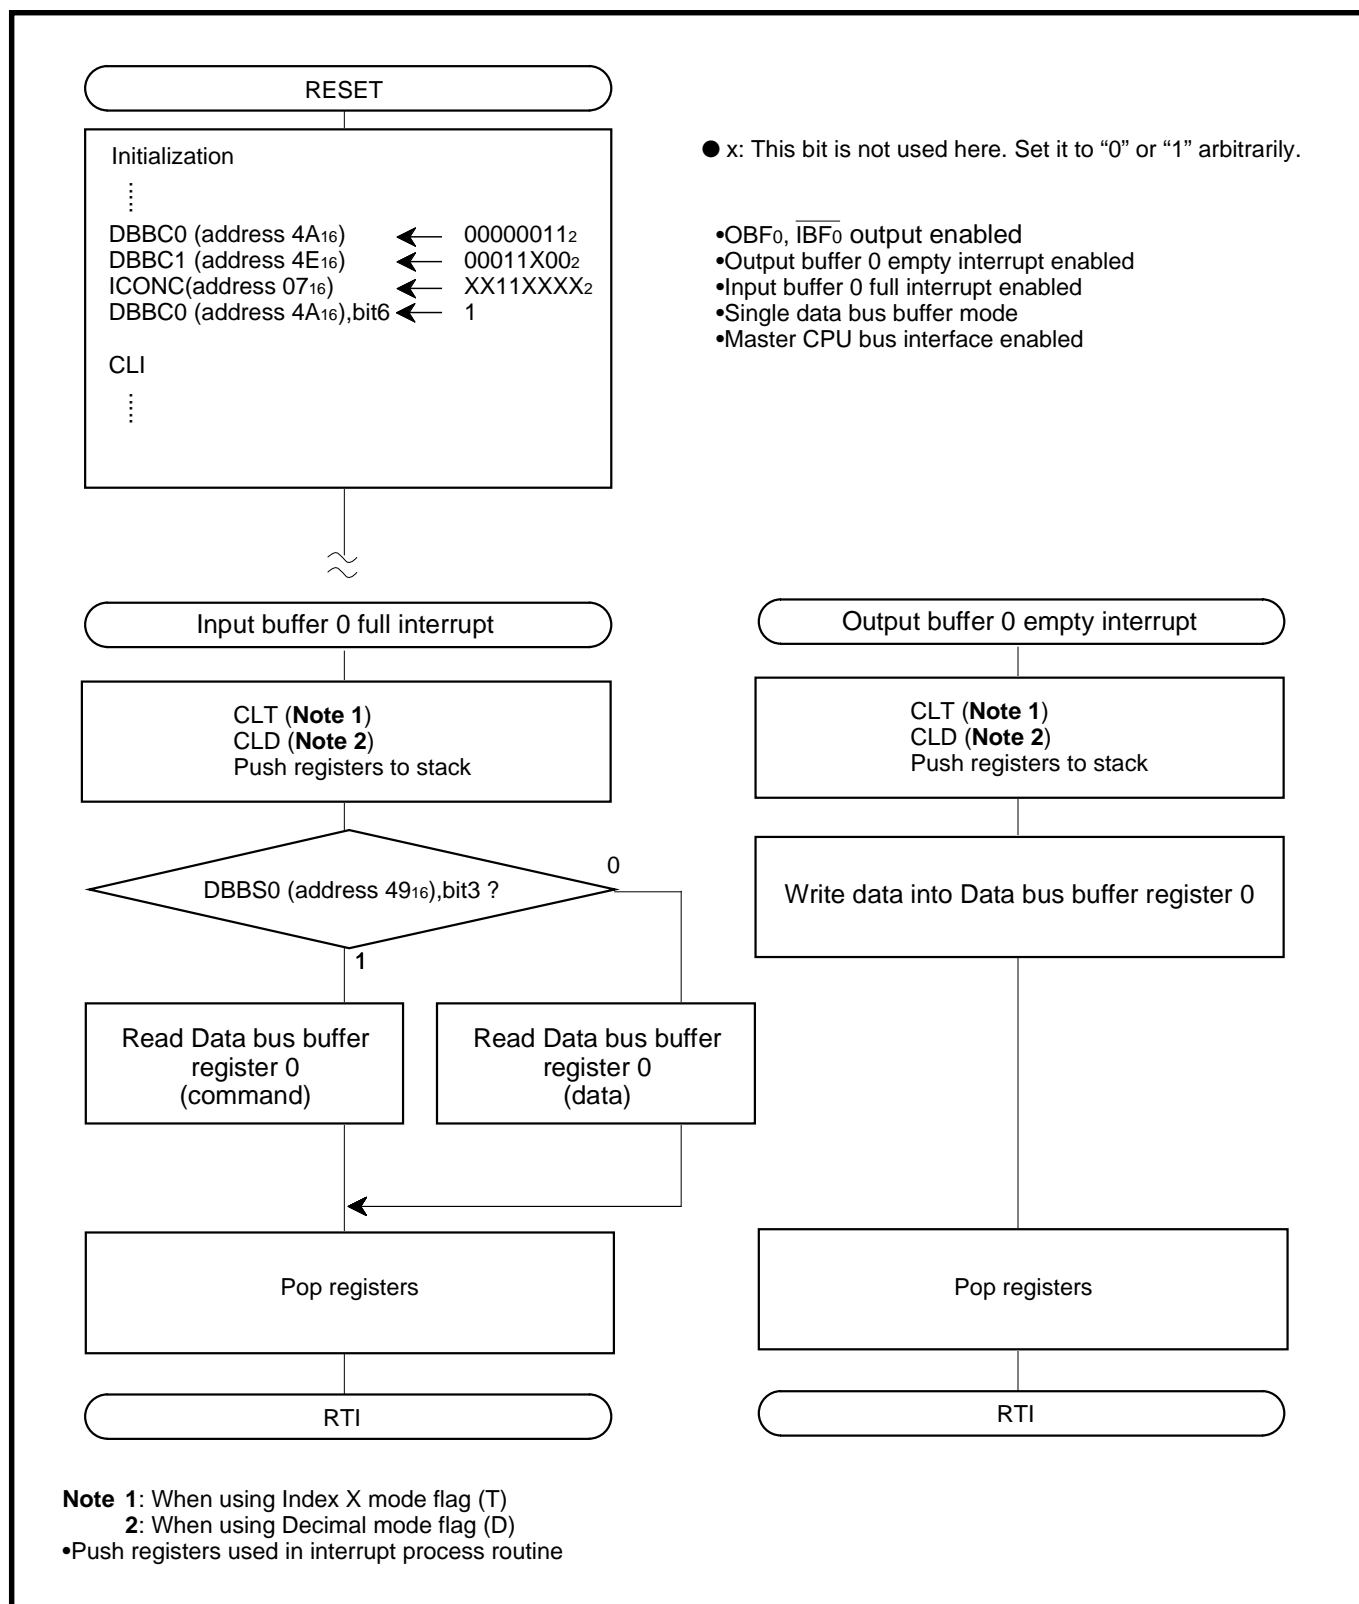 RESET
Initialization
● x: This bit is not used here. Set it to “0” or “1” arbitrarily.
DBBC0 (address 4A16) ← 000000112
DBBC1 (address 4E16) ← 00011X002
ICONC(address 0716) ← XX11XXXX2
DBBC0 (address 4A16),bit6 ← 1
CLI
•OBF0, IBF0 output enabled
•Output buffer 0 empty interrupt enabled
•Input buffer 0 full interrupt enabled
•Single data bus buffer mode
•Master CPU bus interface enabled
Input buffer 0 full interrupt
CLT (Note 1)
CLD (Note 2)
Push registers to stack
DBBS0 (address 4916),bit3 ?
0
1
Read Data bus buffer
register 0
(command)
Read Data bus buffer
register 0
(data)
Pop registers
RTI
Output buffer 0 empty interrupt
CLT (Note 1)
CLD (Note 2)
Push registers to stack
Write data into Data bus buffer register 0
Pop registers
RTI
Note 1: When using Index X mode flag (T)
2: When using Decimal mode flag (D)
•Push registers used in interrupt process routine